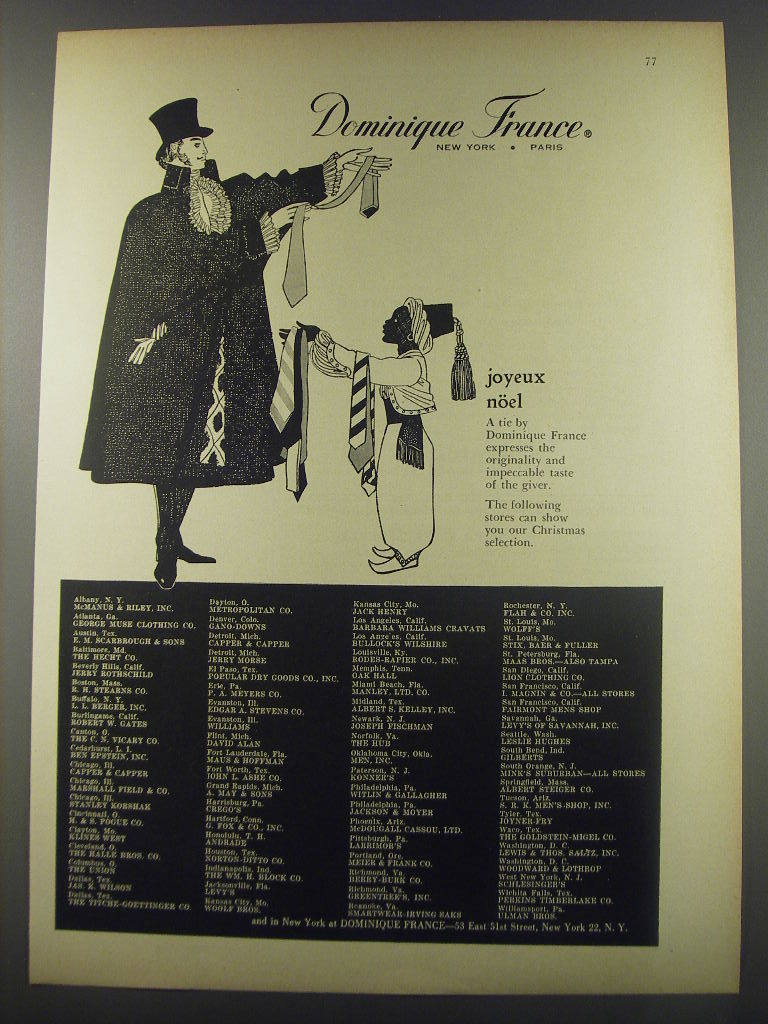 77
Dominique France®
NEW YORK • PARIS
joyeux
nöel
A tie by
Dominique France
expresses the
originality and
impeccable taste
of the giver.
The following
stores can show
you our Christmas
selection.
Albany, N. Y.
McMANUS & RILEY, INC.
Atlanta, Ga.
GEORGE MUSE CLOTHING CO.
Austin, Tex.
E. M. SCARBROUGH & SONS
Baltimore, Md.
THE HECHT CO.
Beverly Hills, Calif.
JERRY ROTHSCHILD
Boston, Mass.
R. H. STEARNS CO.
Buffalo, N. Y.
L. L. BERGER, INC.
Burlingame, Calif.
ROBERT W. GATES
Canton, O.
THE C. N. VICARY CO.
Cedarhurst, L. I.
BEN EPSTEIN, INC.
Chicago, Ill.
CAPPER & CAPPER
Chicago, Ill.
MARSHALL FIELD & CO.
Chicago, Ill.
STANLEY KORSHAK
Cincinnati, O.
H. & S. POGUE CO.
Clayton, Mo.
KLINES WEST
Cleveland, O.
THE HALLE BROS. CO.
Columbus, O.
THE UNION
Dallas, Tex.
JAS. K. WILSON
Dallas, Tex.
THE TITCHE-GOETTINGER CO.
Dayton, O.
METROPOLITAN CO.
Denver, Colo.
GANO-DOWNS
Detroit, Mich.
CAPPER & CAPPER
Detroit, Mich.
JERRY MORSE
El Paso, Tex.
POPULAR DRY GOODS CO., INC.
Erie, Pa.
P. A. MEYERS CO.
Evanston, Ill.
EDGAR A. STEVENS CO.
Evanston, Ill.
WILLIAMS
Flint, Mich.
DAVID ALAN
Fort Lauderdale, Fla.
MAUS & HOFFMAN
Fort Worth, Tex.
JOHN L. ASHE CO.
Grand Rapids, Mich.
A. MAY & SONS
Harrisburg, Pa.
CREGO'S
Hartford, Conn.
G. FOX & CO., INC.
Honolulu, T. H.
ANDRADE
Houston, Tex.
NORTON-DITTO CO.
Indianapolis, Ind.
THE WM. H. BLOCK CO.
Jacksonville, Fla.
LEVY'S
Kansas City, Mo.
WOOLF BROS.
Kansas City, Mo.
JACK HENRY
Los Angeles, Calif.
BARBARA WILLIAMS CRAVATS
Los Angeles, Calif.
BULLOCK'S WILSHIRE
Louisville, Ky.
RODES-RAPIER CO., INC.
Memphis, Tenn.
OAK HALL
Miami Beach, Fla.
MANLEY, LTD. CO.
Midland, Tex.
ALBERT S. KELLEY, INC.
Newark, N. J.
JOSEPH FISCHMAN
Norfolk, Va.
THE HUB
Oklahoma City, Okla.
MEN, INC.
Paterson, N. J.
KONNER'S
Philadelphia, Pa.
WITLIN & GALLAGHER
Philadelphia, Pa.
JACKSON & MOYER
Phoenix, Ariz.
McDOUGALL CASSOU, LTD.
Pittsburgh, Pa.
LARRIMOR'S
Portland, Ore.
MEIER & FRANK CO.
Richmond, Va.
BERRY-BURK CO.
Richmond, Va.
GREENTREE'S, INC.
Roanoke, Va.
SMARTWEAR-IRVING SAKS
Rochester, N. Y.
FLAH & CO. INC.
St. Louis, Mo.
WOLFF'S
St. Louis, Mo.
STIX, BAER & FULLER
St. Petersburg, Fla.
MAAS BROS.—ALSO TAMPA
San Diego, Calif.
LION CLOTHING CO.
San Francisco, Calif.
I. MAGNIN & CO.—ALL STORES
San Francisco, Calif.
FAIRMONT MENS SHOP
Savannah, Ga.
LEVY'S OF SAVANNAH, INC.
Seattle, Wash.
LESLIE HUGHES
South Bend, Ind.
GILBERTS
South Orange, N. J.
MINK'S SUBURBAN—ALL STORES
Springfield, Mass.
ALBERT STEIGER CO.
Tucson, Ariz.
S. R. K. MEN'S-SHOP, INC.
Tyler, Tex.
JOYNER-FRY
Waco, Tex.
THE GOLDSTEIN-MIGEL CO.
Washington, D. C.
LEWIS & THOS. SALTZ, INC.
Washington, D. C.
WOODWARD & LOTHROP
West New York, N. J.
SCHLESINGER'S
Wichita Falls, Tex.
PERKINS TIMBERLAKE CO.
Williamsport, Pa.
ULMAN BROS.
and in New York at DOMINIQUE FRANCE—53 East 51st Street, New York 22, N. Y.